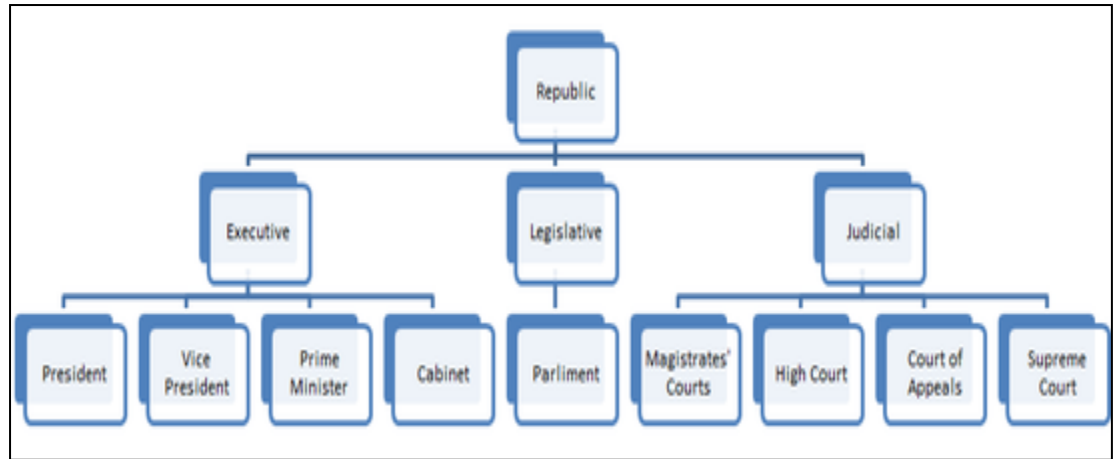 Republic
Executive
Legislative
Judicial
President
Vice
President
Prime
Minister
Cabinet
Parliment
Magistrates'
Courts
High Court
Court of
Appeals
Supreme
Court